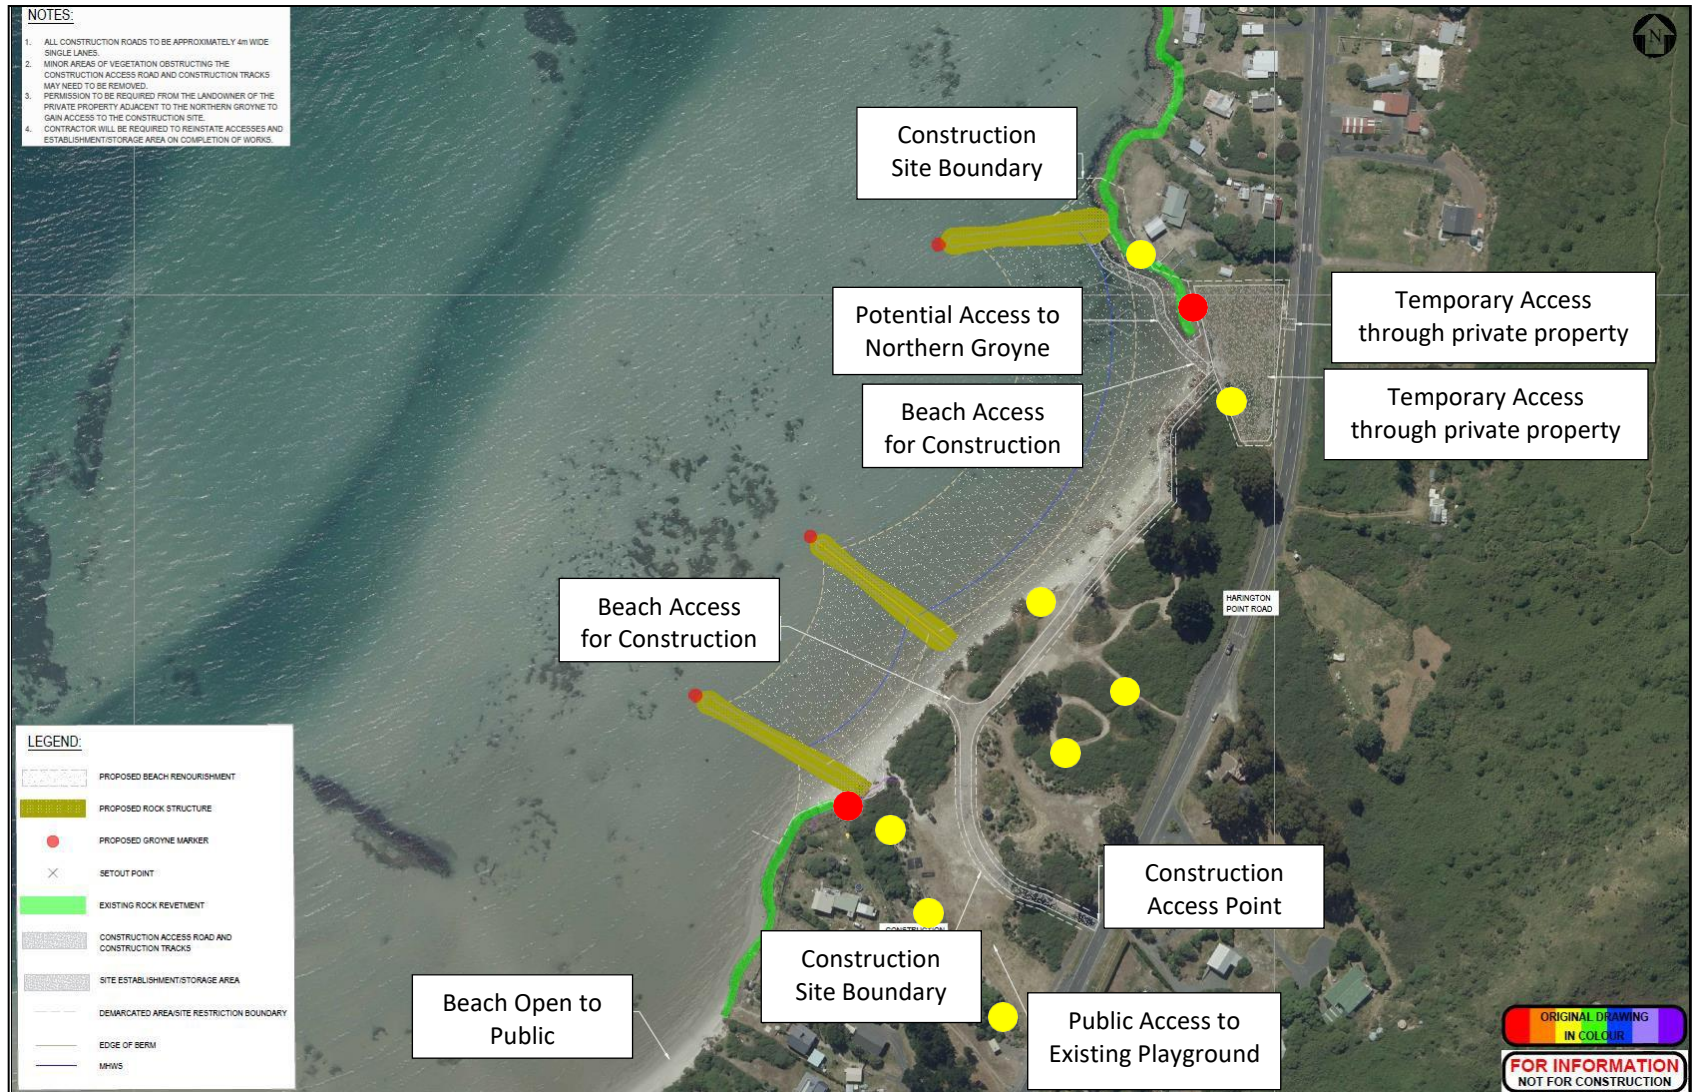 NOTES:
1. ALL CONSTRUCTION ROADS TO BE APPROXIMATELY 4m WIDE
SINGLE LANES.
2. MINOR AREAS OF VEGETATION OBSTRUCTING THE
CONSTRUCTION ACCESS ROAD AND CONSTRUCTION TRACKS
MAY NEED TO BE REMOVED.
3. PERMISSION TO BE REQUIRED FROM THE LANDOWNER OF THE
PRIVATE PROPERTY ADJACENT TO THE NORTHERN GROYNE TO
GAIN ACCESS TO THE CONSTRUCTION SITE.
4. CONTRACTOR WILL BE REQUIRED TO REINSTATE ACCESSES AND
ESTABLISHMENT/STORAGE AREA ON COMPLETION OF WORKS.
N
Construction
Site Boundary
Potential Access to
Northern Groyne
Temporary Access
through private property
Beach Access
for Construction
Temporary Access
through private property
HARINGTON
POINT ROAD
Beach Access
for Construction
LEGEND:
PROPOSED BEACH RENOURISHMENT
PROPOSED ROCK STRUCTURE
PROPOSED GROYNE MARKER
SETOUT POINT
EXISTING ROCK REVETMENT
CONSTRUCTION ACCESS ROAD AND
CONSTRUCTION TRACKS
SITE ESTABLISHMENT/STORAGE AREA
DEMARCATED AREA/SITE RESTRICTION BOUNDARY
EDGE OF BERM
MHWS
Construction
Access Point
CONSTRUCTION
Construction
Site Boundary
Beach Open to
Public
Public Access to
Existing Playground
ORIGINAL DRAWING
IN COLOUR
FOR INFORMATION
NOT FOR CONSTRUCTION